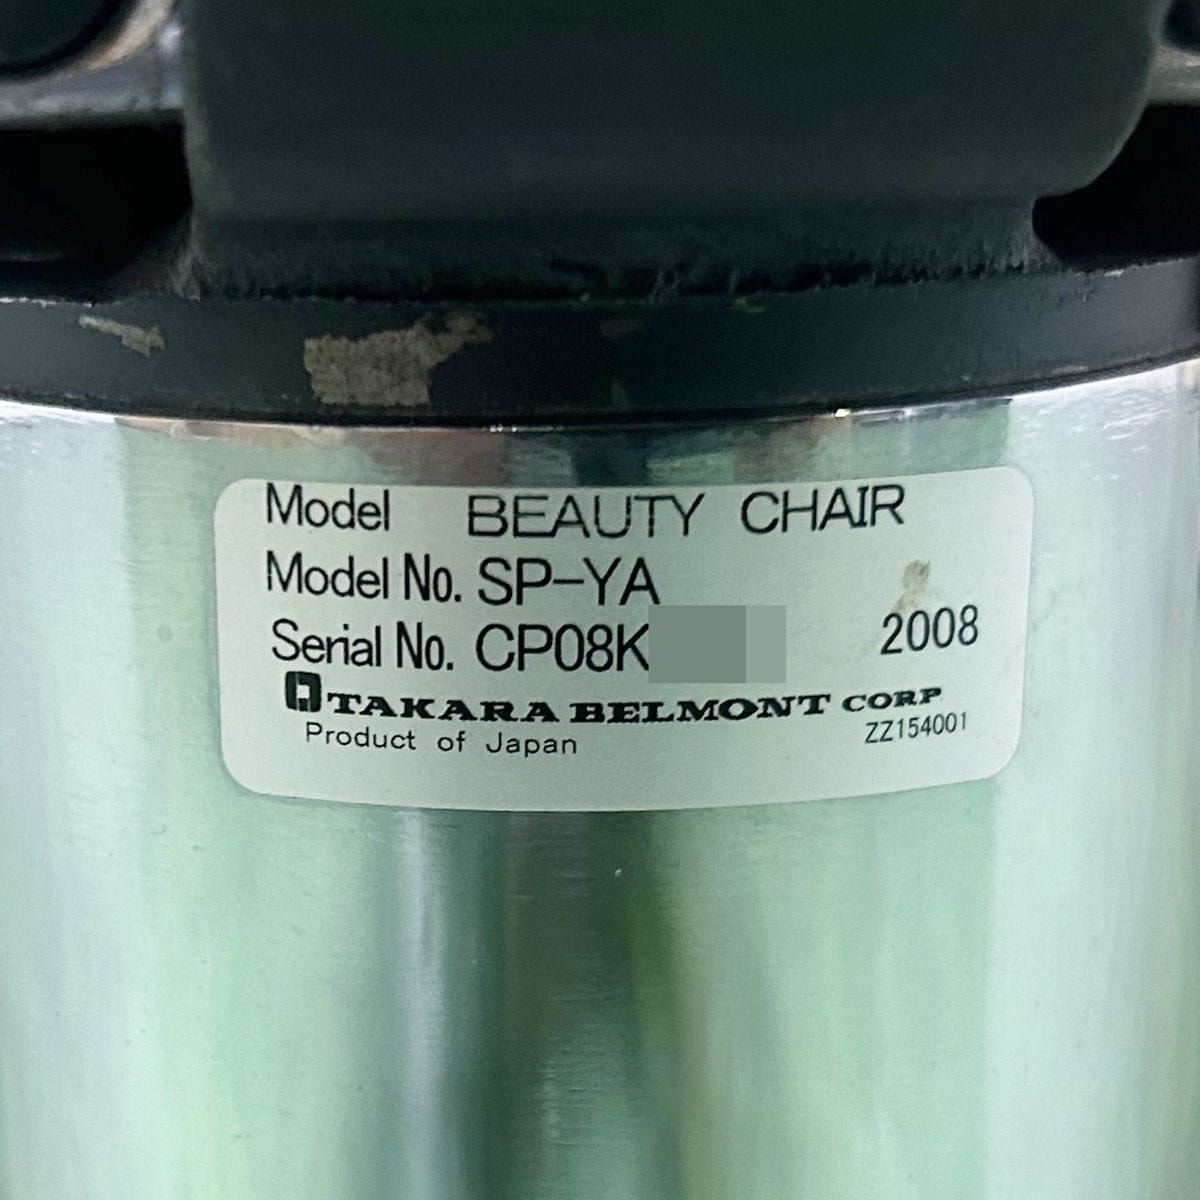 Model BEAUTY CHAIR
Model No. SP-YA
Serial No. CP08K 2008
TAKARA BELMONT CORP
Product of Japan ZZ154001